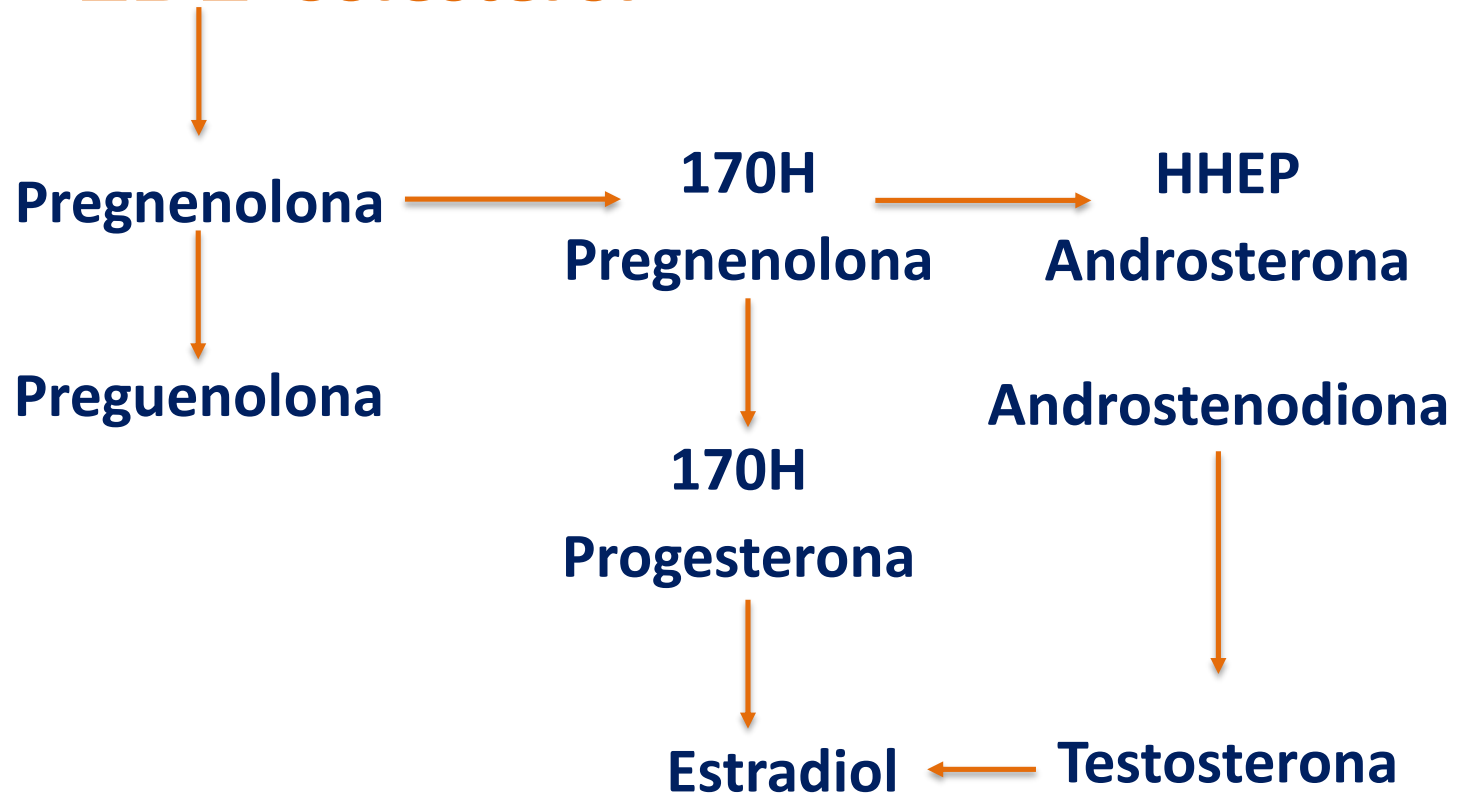 Pregnenolona
170H
Pregnenolona
HHEP
Androsterona
Preguenolona
Androstenodiona
170H
Progesterona
Estradiol
Testosterona